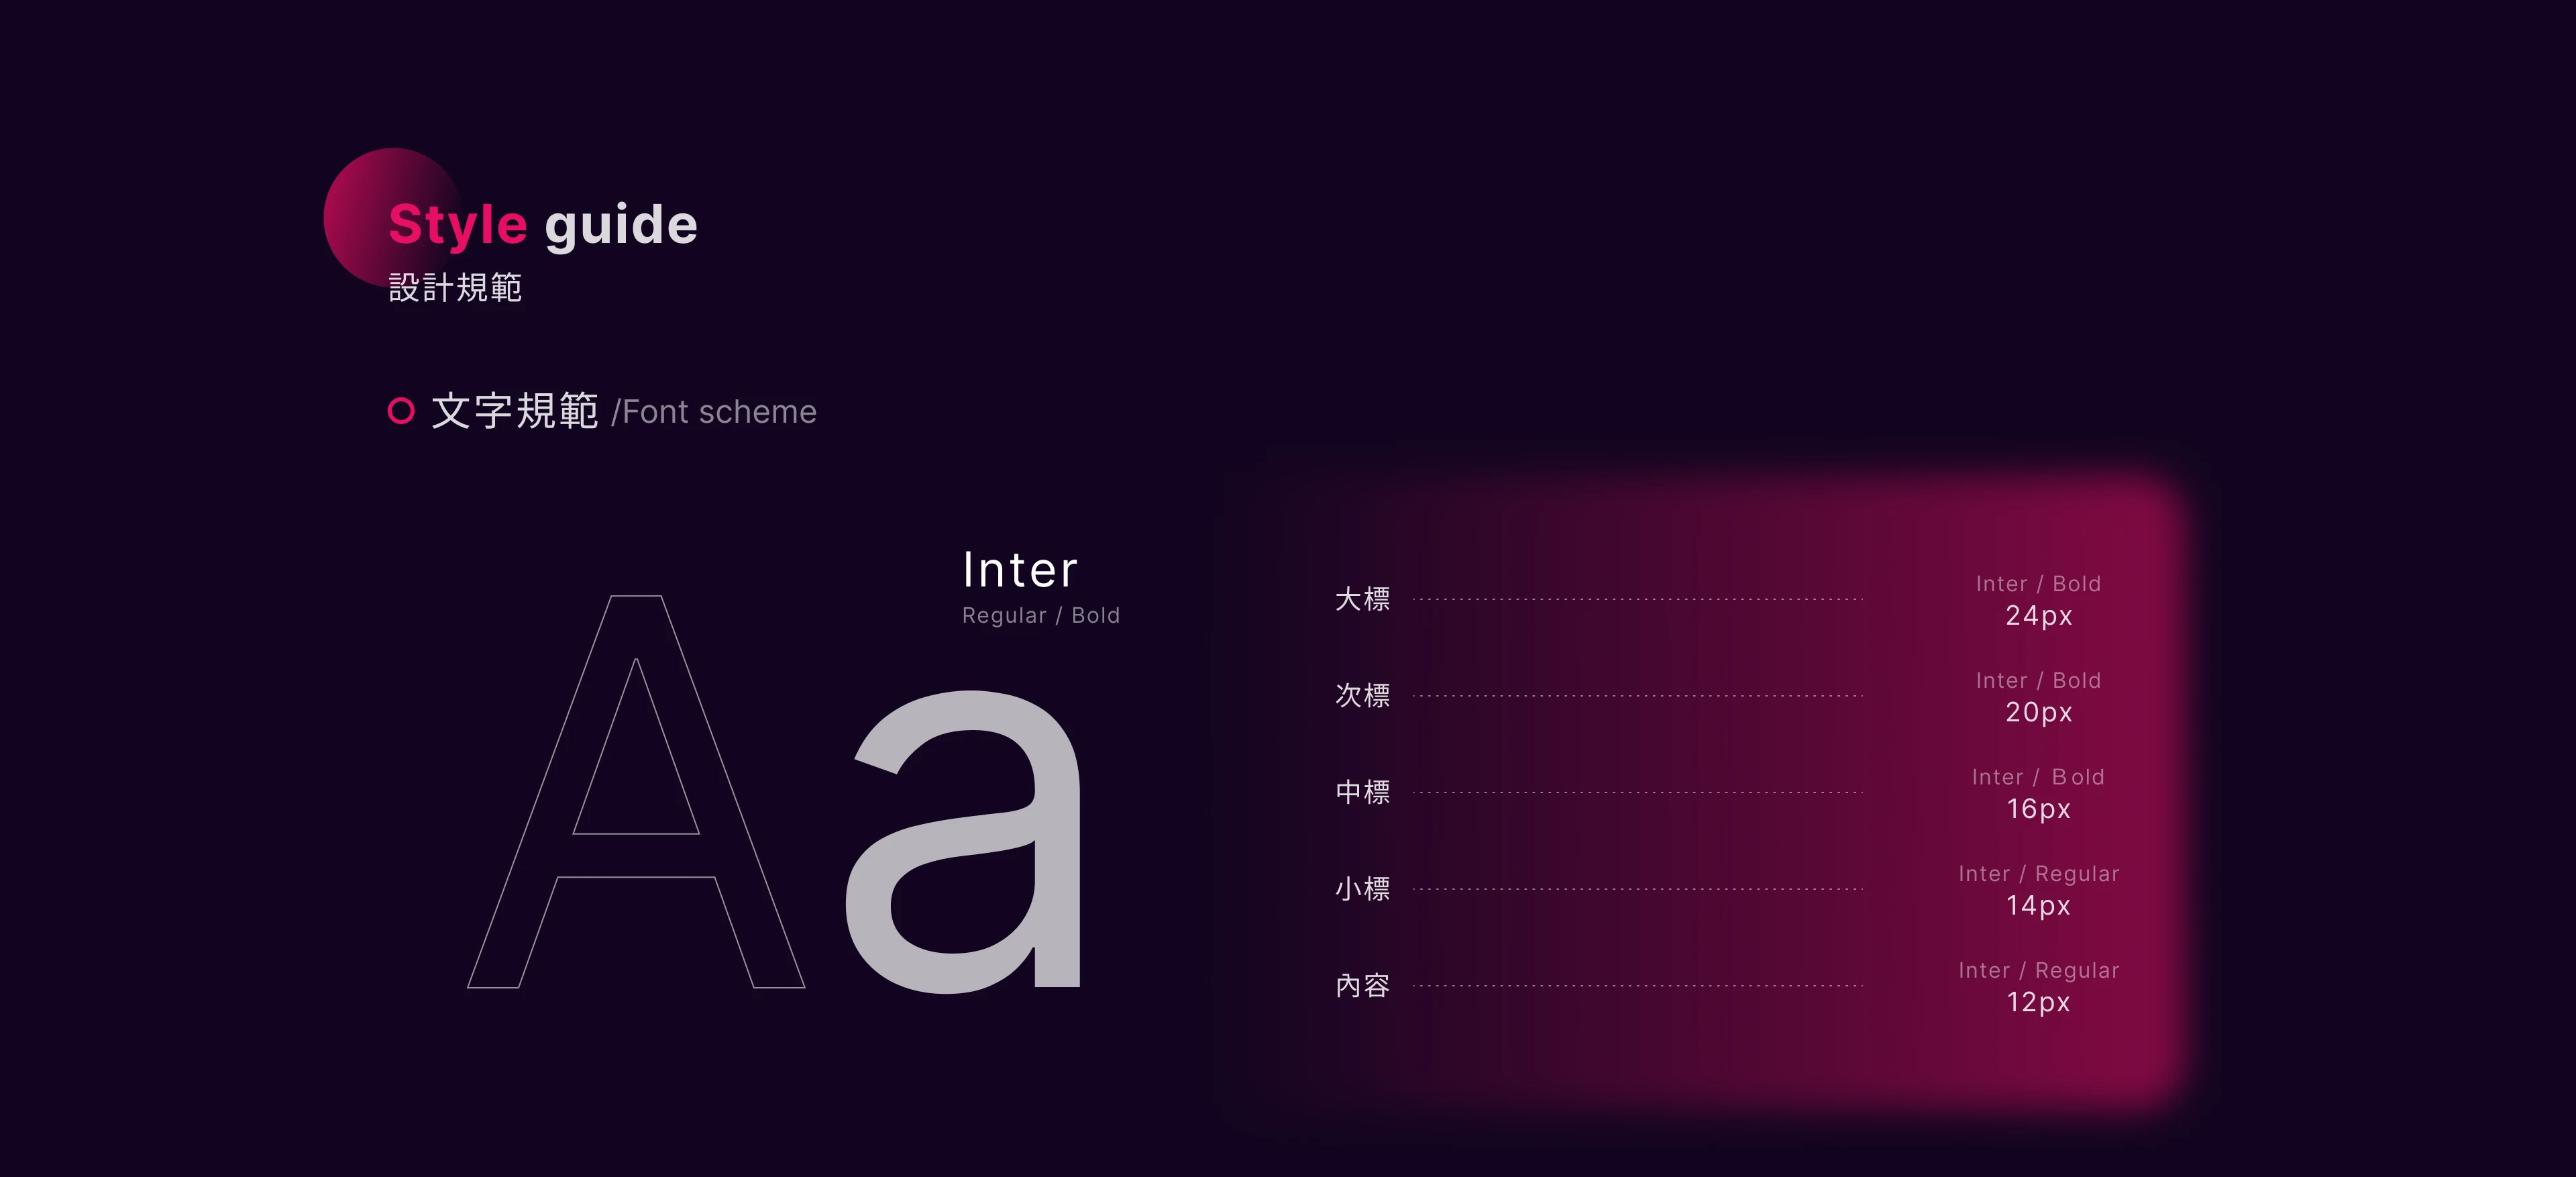 Style guide
設計規範
文字規範 /Font scheme
Aa
Inter
Regular / Bold
大標 Inter / Bold
24px
次標 Inter / Bold
20px
中標 Inter / Bold
16px
小標 Inter / Regular
14px
內容 Inter / Regular
12px